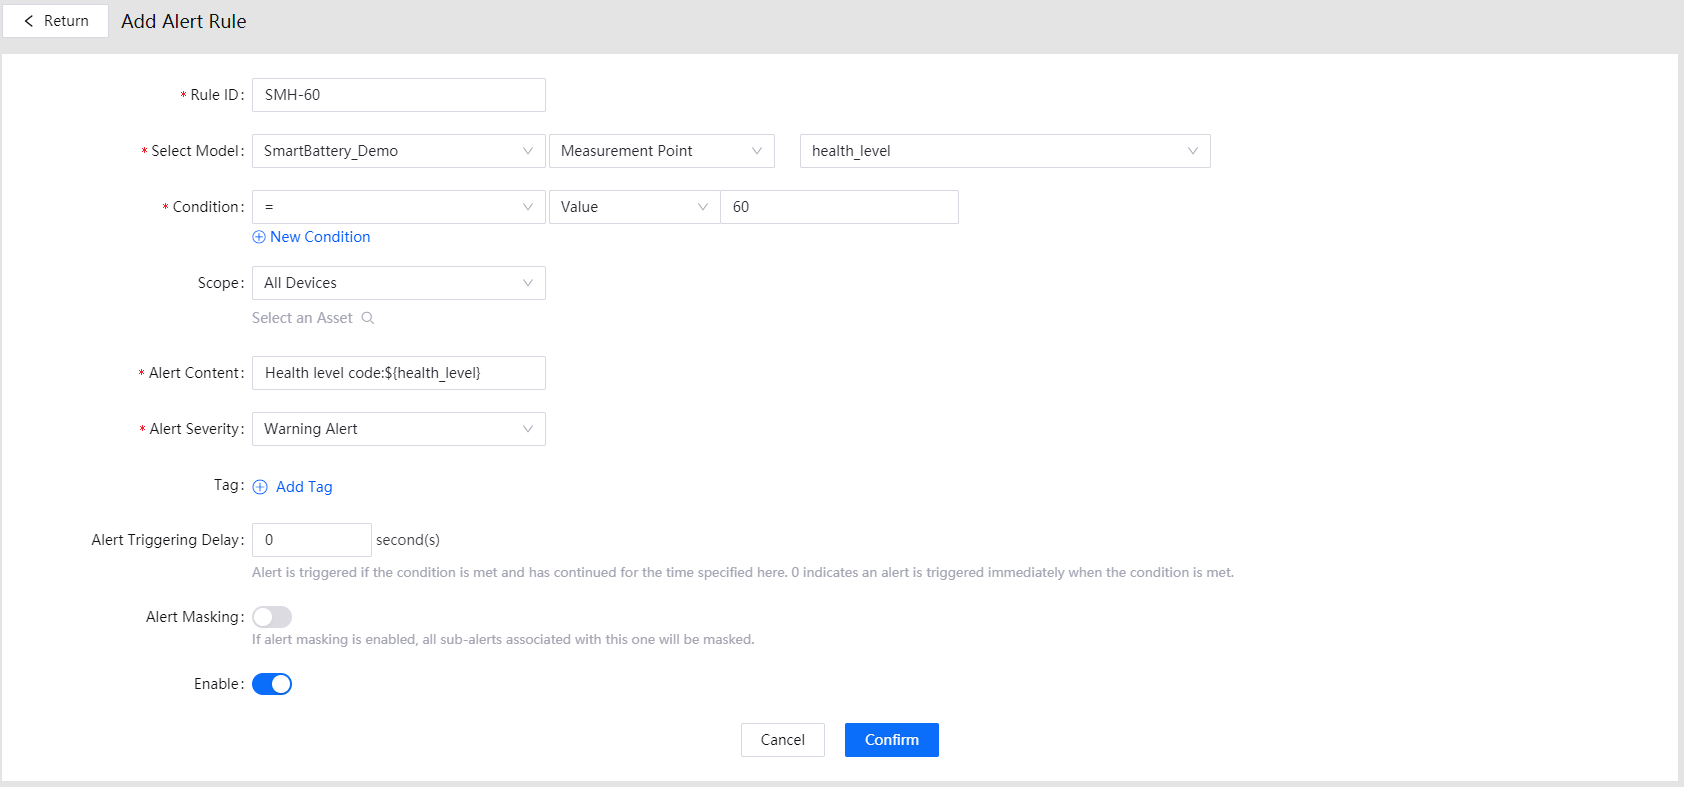 Return Add Alert Rule
* Rule ID: SMH-60
* Select Model: SmartBattery_Demo Measurement Point health_level
* Condition: = Value 60
New Condition
Scope: All Devices
Select an Asset
* Alert Content: Health level code:${health_level}
* Alert Severity: Warning Alert
Tag: Add Tag
Alert Triggering Delay: 0 second(s)
Alert is triggered if the condition is met and has continued for the time specified here. 0 indicates an alert is triggered immediately when the condition is met.
Alert Masking:
If alert masking is enabled, all sub-alerts associated with this one will be masked.
Enable:
Cancel Confirm